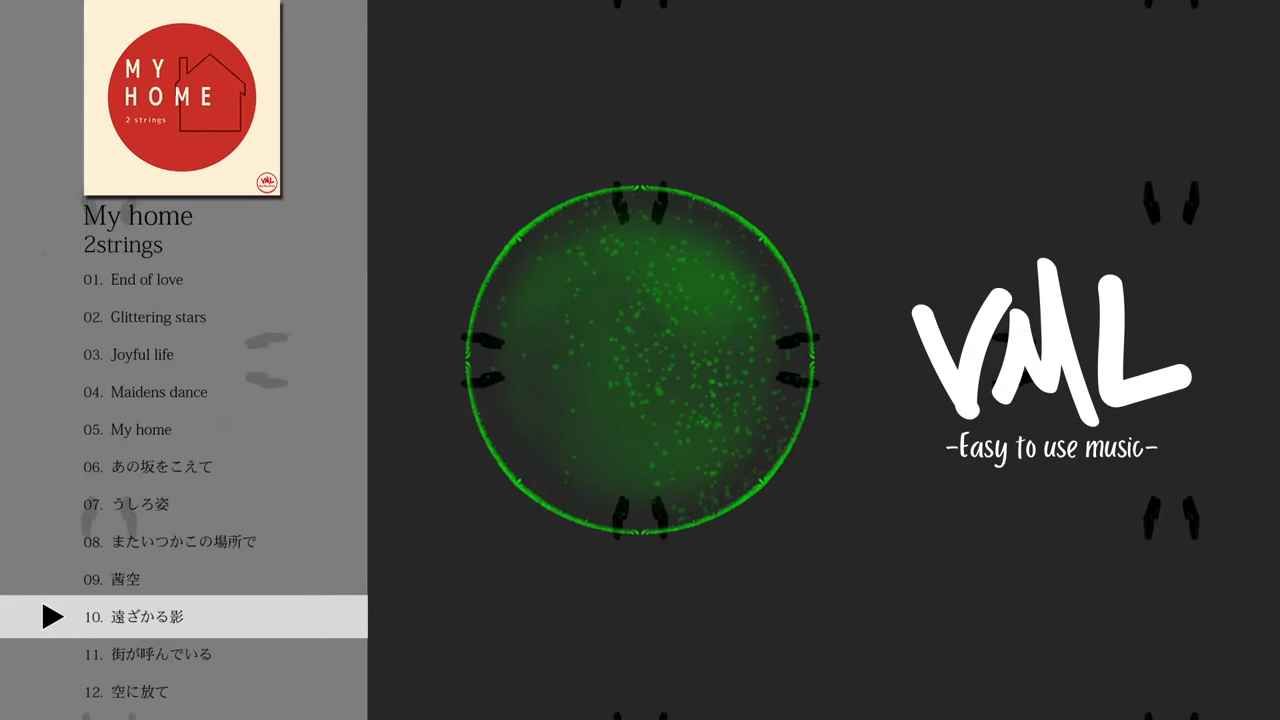 MY
HOME
2 strings
VML
My home
2strings
01. End of love
02. Glittering stars
03. Joyful life
04. Maidens dance
05. My home
06. あの坂をこえて
07. うしろ姿
08. またいつかこの場所で
09. 茜空
10. 遠ざかる影
11. 街が呼んでいる
12. 空に放て
VML
-Easy to use music-